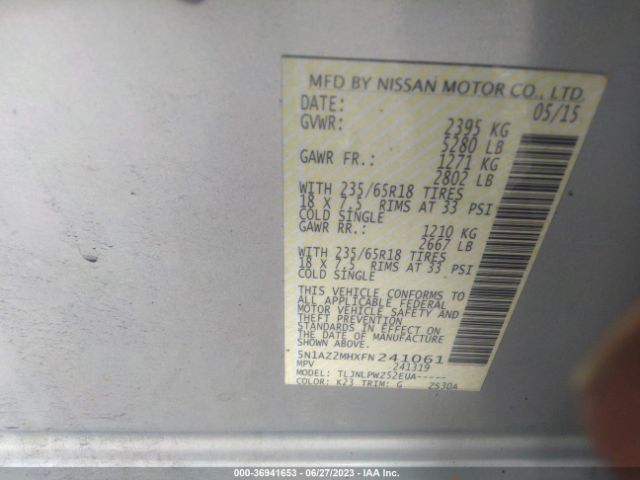 MFD BY NISSAN MOTOR CO., LTD.
DATE: 05/15
GVWR: 2395 KG
5280 LB
GAWR FR.: 1271 KG
2802 LB
WITH 235/65R18 TIRES
18 X 7.5 RIMS AT 33 PSI
COLD SINGLE
GAWR RR.: 1210 KG
2667 LB
WITH 235/65R18 TIRES
18 X 7.5 RIMS AT 33 PSI
COLD SINGLE
THIS VEHICLE CONFORMS TO
ALL APPLICABLE FEDERAL
MOTOR VEHICLE SAFETY AND
THEFT PREVENTION
STANDARDS IN EFFECT ON
THE DATE OF MANUFACTURE
SHOWN ABOVE.
5N1AZ2MHXFN241061
MPV 241319
MODEL: TLJNLPWZ52EUA-----
COLOR: K23 TRIM: G Z530A
000-36941653 - 06/27/2023 - IAA Inc.